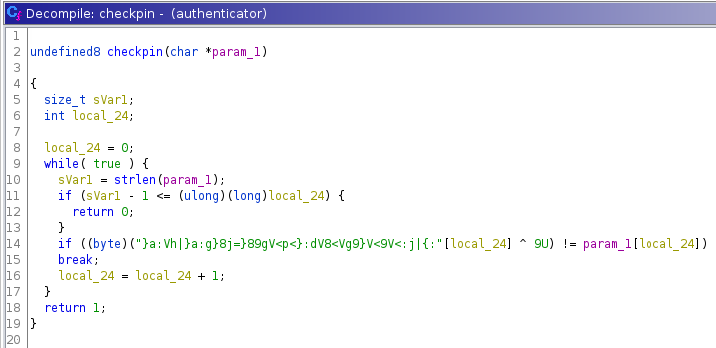 Decompile: checkpin - (authenticator)
1
2 undefined8 checkpin(char *param_1)
3
4 {
5 size_t sVar1;
6 int local_24;
7
8 local_24 = 0;
9 while( true ) {
10 sVar1 = strlen(param_1);
11 if (sVar1 - 1 <= (ulong)(long)local_24) {
12 return 0;
13 }
14 if ((byte)("}a:Vh|}a:g}8j=}89gV<p<}:dV8<Vg9}V<9V<:j|{:"[local_24] ^ 9U) != param_1[local_24])
15 break;
16 local_24 = local_24 + 1;
17 }
18 return 1;
19 }
20